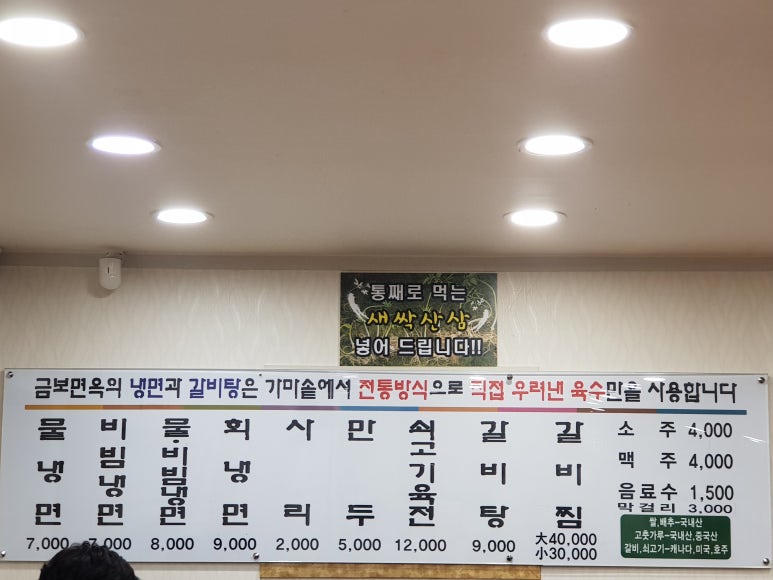 통째로 먹는
새싹산삼
넣어 드립니다!!
금보면옥의 냉면과 갈비탕은 가마솥에서 전통방식으로 직접 우려낸 육수만을 사용합니다
물냉면 7,000
비빔냉면 7,000
물·비빔냉면 8,000
회냉면 9,000
사리 2,000
만두 5,000
쇠고기육전 12,000
갈비탕 9,000
갈비찜 大40,000
小30,000
소주 4,000
맥주 4,000
음료수 1,500
막걸리 3,000
쌀,배추-국내산
고춧가루-국내산,중국산
갈비,쇠고기-캐나다,미국,호주